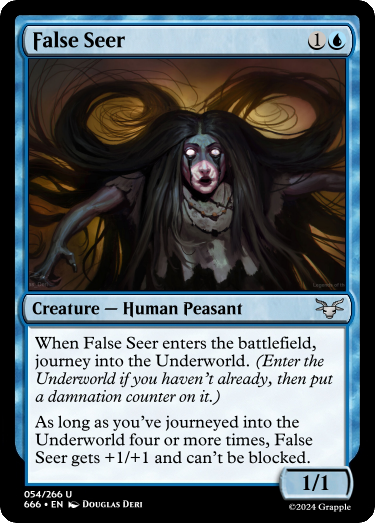 False Seer
1
Legends of th
Creature — Human Peasant
When False Seer enters the battlefield,
journey into the Underworld. (Enter the
Underworld if you haven't already, then put
a damnation counter on it.)
As long as you've journeyed into the
Underworld four or more times, False
Seer gets +1/+1 and can't be blocked.
1/1
054/266 U
666 • EN Douglas Deri
©2024 Grapple